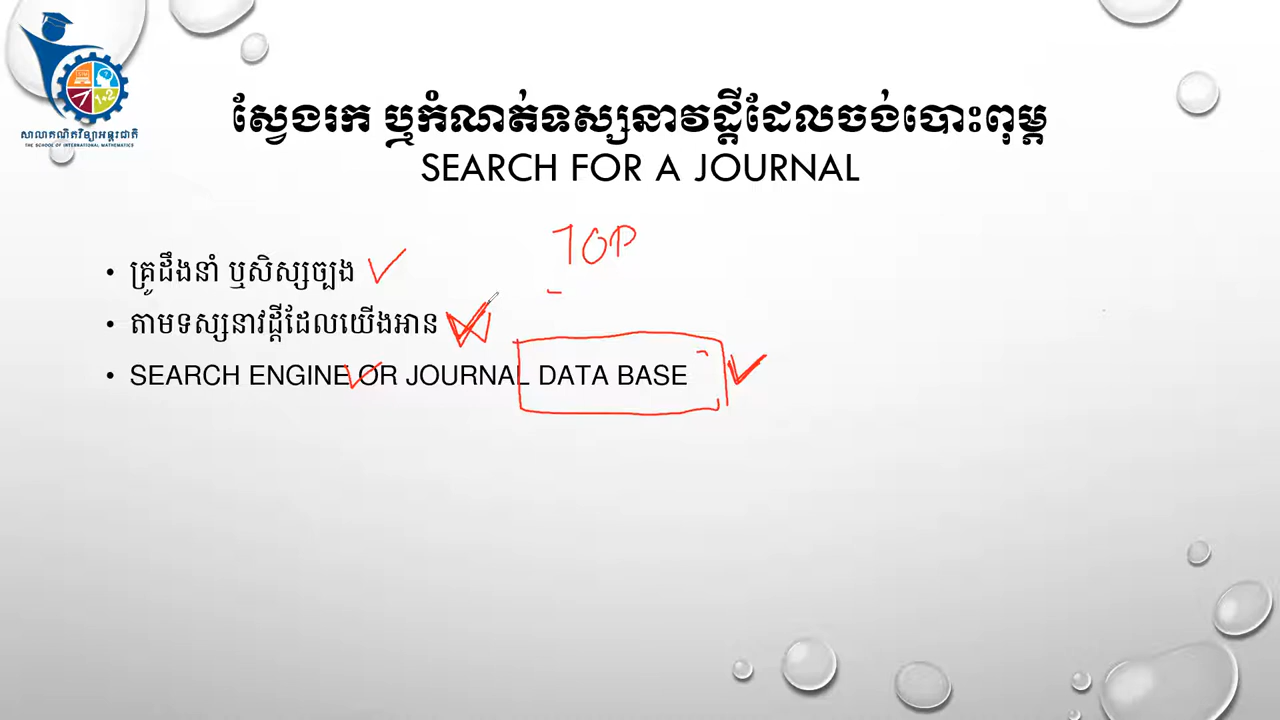 សាលាគណិតវិទ្យាអន្តរជាតិ
THE SCHOOL OF INTERNATIONAL MATHEMATICS
ស្វែងរក ឬកំណត់ទស្សនាវដ្ដីដែលចង់បោះពុម្ព
SEARCH FOR A JOURNAL
TOP
• គ្រូដឹងនាំ ឬសិស្សច្បង
• តាមទស្សនាវដ្ដីដែលយើងអាន
• SEARCH ENGINE OR JOURNAL DATA BASE